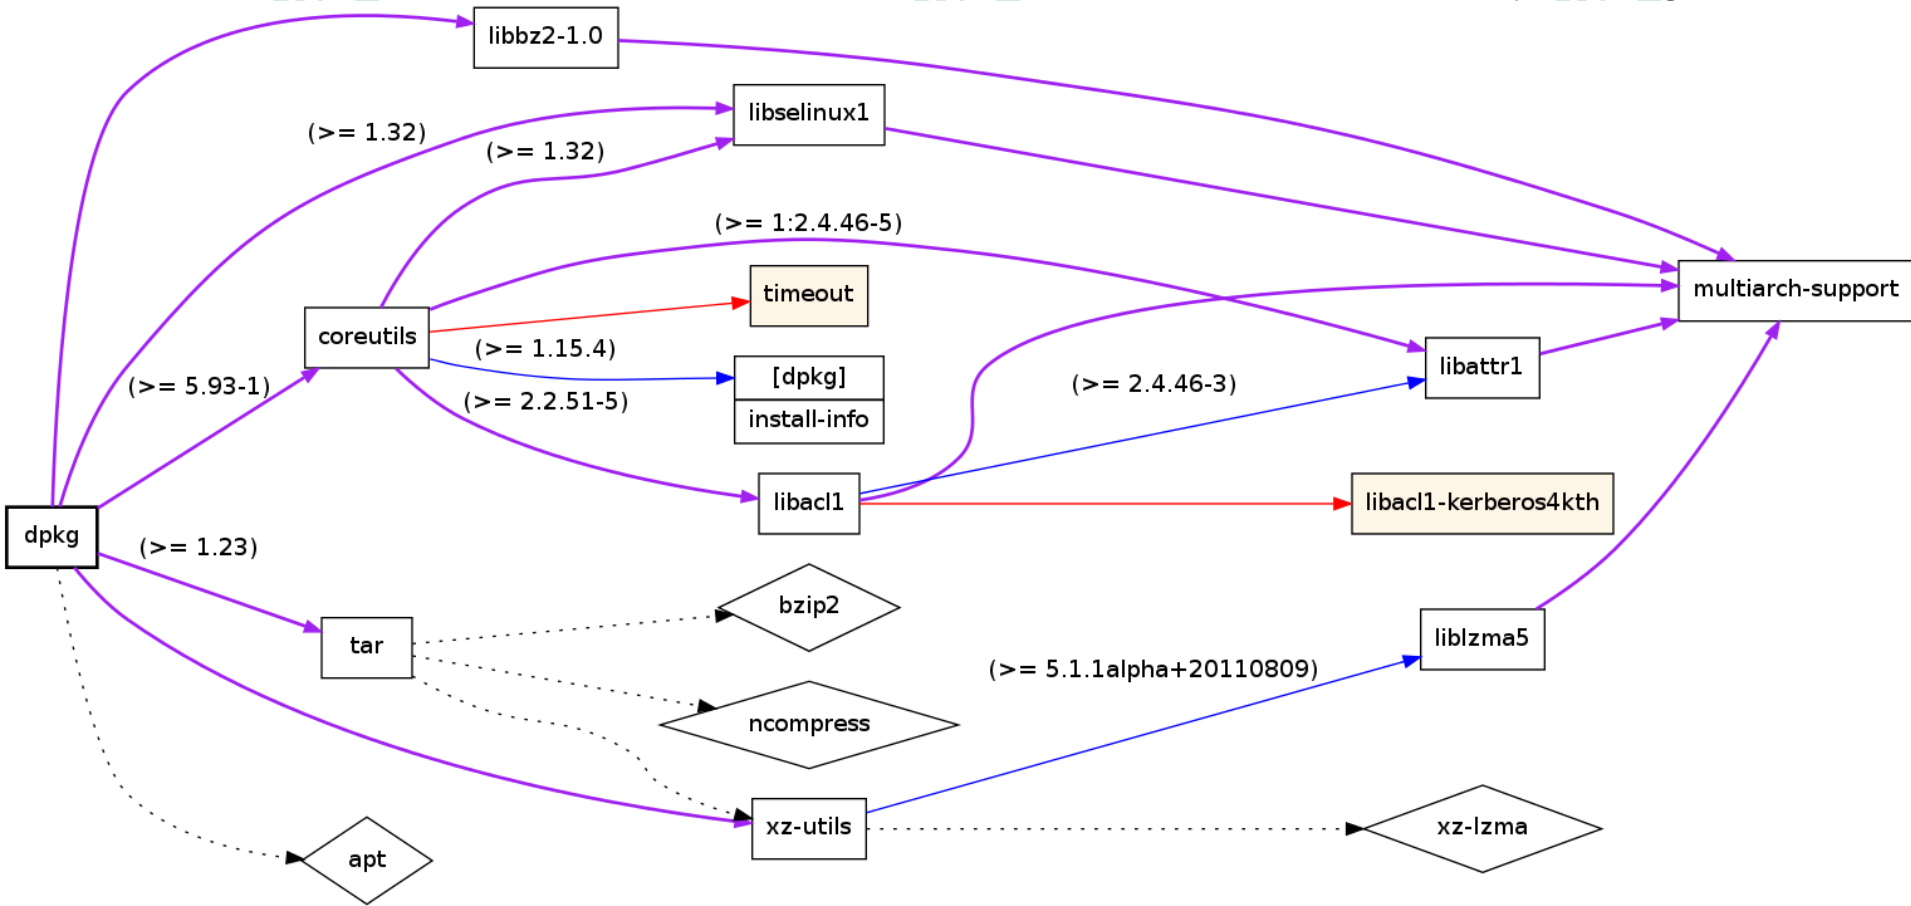 libbz2-1.0
libselinux1
(>= 1.32)
(>= 1.32)
(>= 1:2.4.46-5)
timeout
multiarch-support
coreutils
(>= 1.15.4)
[dpkg]
install-info
libattr1
(>= 2.4.46-3)
(>= 5.93-1)
(>= 2.2.51-5)
libacl1
libacl1-kerberos4kth
dpkg
(>= 1.23)
bzip2
tar
liblzma5
(>= 5.1.1alpha+20110809)
ncompress
xz-utils
xz-lzma
apt